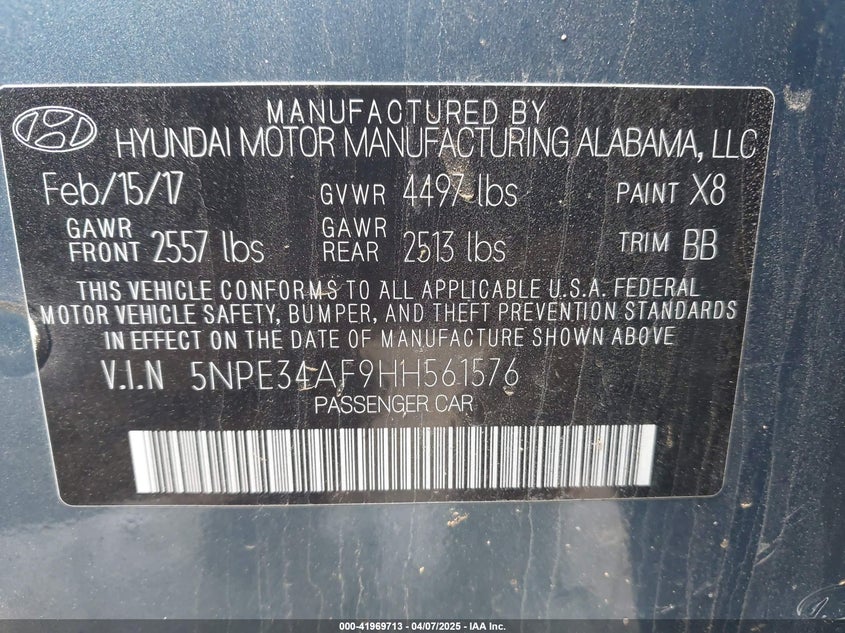 MANUFACTURED BY
HYUNDAI MOTOR MANUFACTURING ALABAMA, LLC
Feb/15/17 GVWR 4497 lbs PAINT X8
GAWR FRONT 2557 lbs GAWR REAR 2513 lbs TRIM BB
THIS VEHICLE CONFORMS TO ALL APPLICABLE U.S.A. FEDERAL
MOTOR VEHICLE SAFETY, BUMPER, AND THEFT PREVENTION STANDARDS
IN EFFECT ON THE DATE OF MANUFACTURE SHOWN ABOVE
V.I.N 5NPE34AF9HH561576
PASSENGER CAR
000-41969713 - 04/07/2025 - IAA Inc.